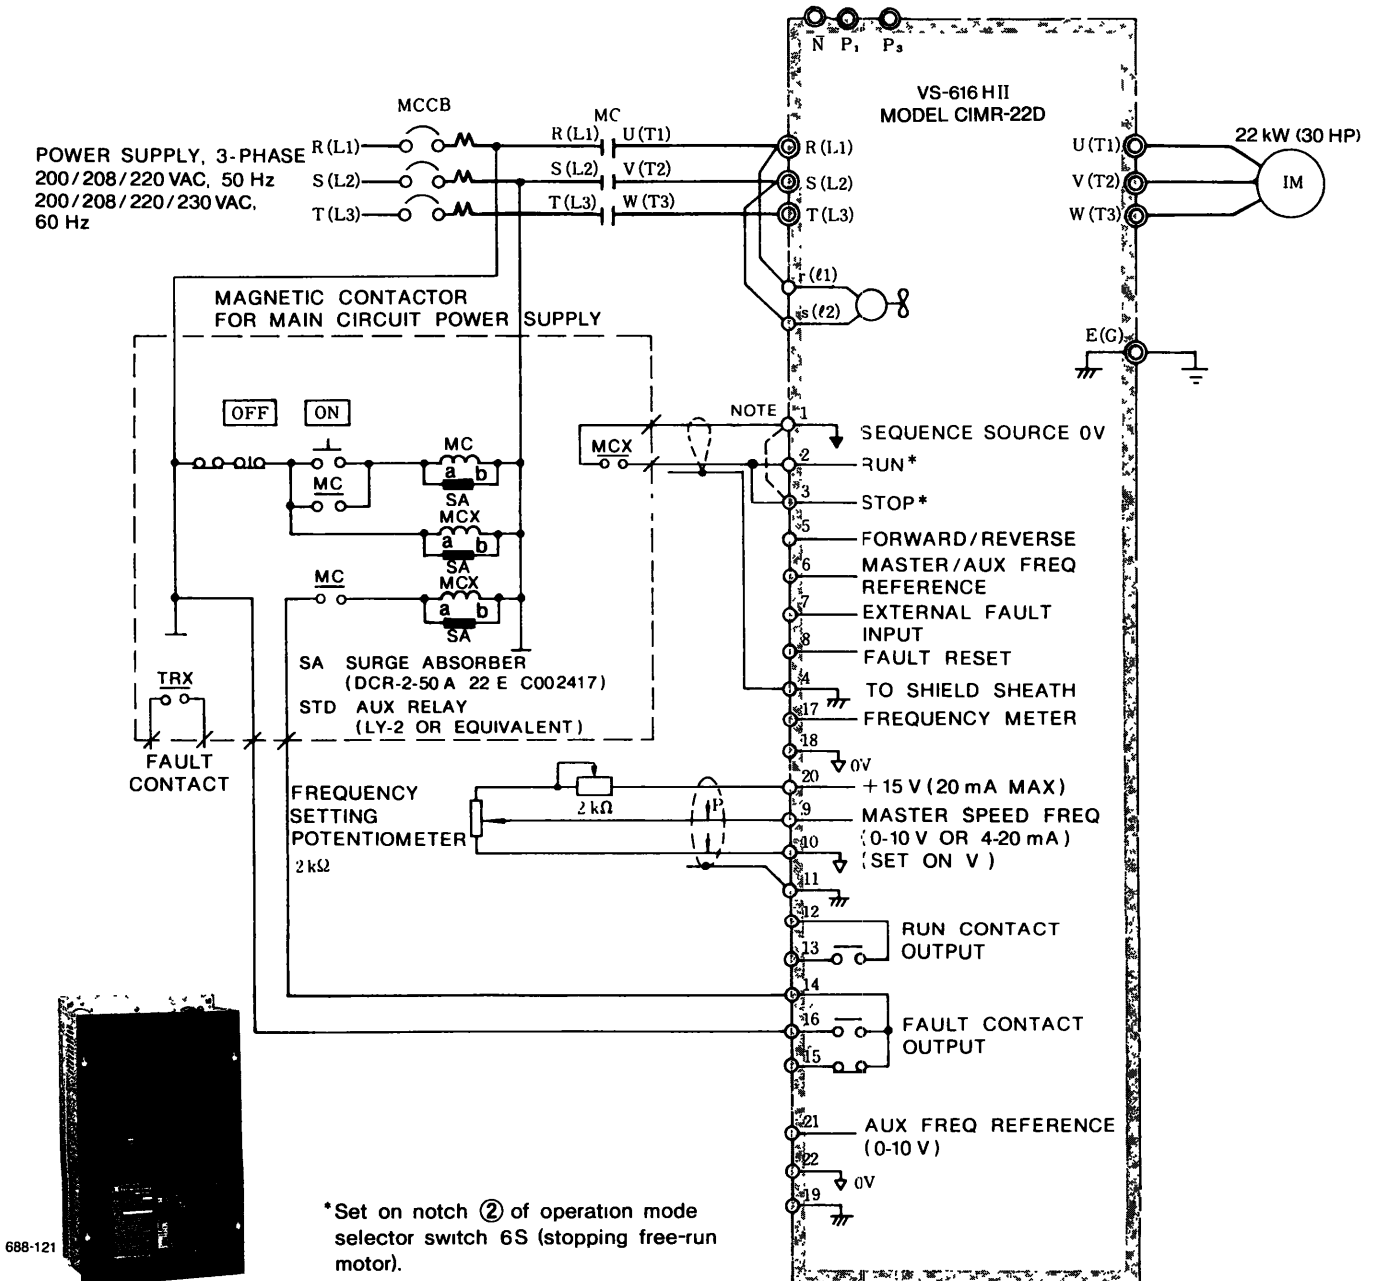 N̄ P1 P3
VS-616 HII
MODEL CIMR-22D
MCCB
MC
POWER SUPPLY, 3-PHASE
200/208/220 VAC, 50 Hz
200/208/220/230 VAC,
60 Hz
R(L1)
S(L2)
T(L3)
R(L1) U(T1)
S(L2) V(T2)
T(L3) W(T3)
R(L1)
S(L2)
T(L3)
U(T1)
V(T2)
W(T3)
22 kW (30 HP)
IM
r(ℓ1)
s(ℓ2)
E(G)
MAGNETIC CONTACTOR
FOR MAIN CIRCUIT POWER SUPPLY
OFF
ON
MC
MC
a b
SA
MCX
a b
SA
MC
MCX
a b
SA
MCX
NOTE
SA SURGE ABSORBER
(DCR-2-50 A 22 E C002417)
STD AUX RELAY
(LY-2 OR EQUIVALENT)
TRX
FAULT
CONTACT
1 SEQUENCE SOURCE 0V
2 RUN*
3 STOP*
5 FORWARD/REVERSE
6 MASTER/AUX FREQ
REFERENCE
7 EXTERNAL FAULT
INPUT
8 FAULT RESET
4 TO SHIELD SHEATH
17 FREQUENCY METER
18 0V
20 +15 V (20 mA MAX)
9 MASTER SPEED FREQ
(0-10 V OR 4-20 mA)
10 (SET ON V)
11
FREQUENCY
SETTING
POTENTIOMETER
2 kΩ
2 kΩ
P
12 RUN CONTACT
13 OUTPUT
14
16 FAULT CONTACT
OUTPUT
15
21 AUX FREQ REFERENCE
(0-10 V)
22 0V
19
*Set on notch ② of operation mode
selector switch 6S (stopping free-run
motor).
688-121